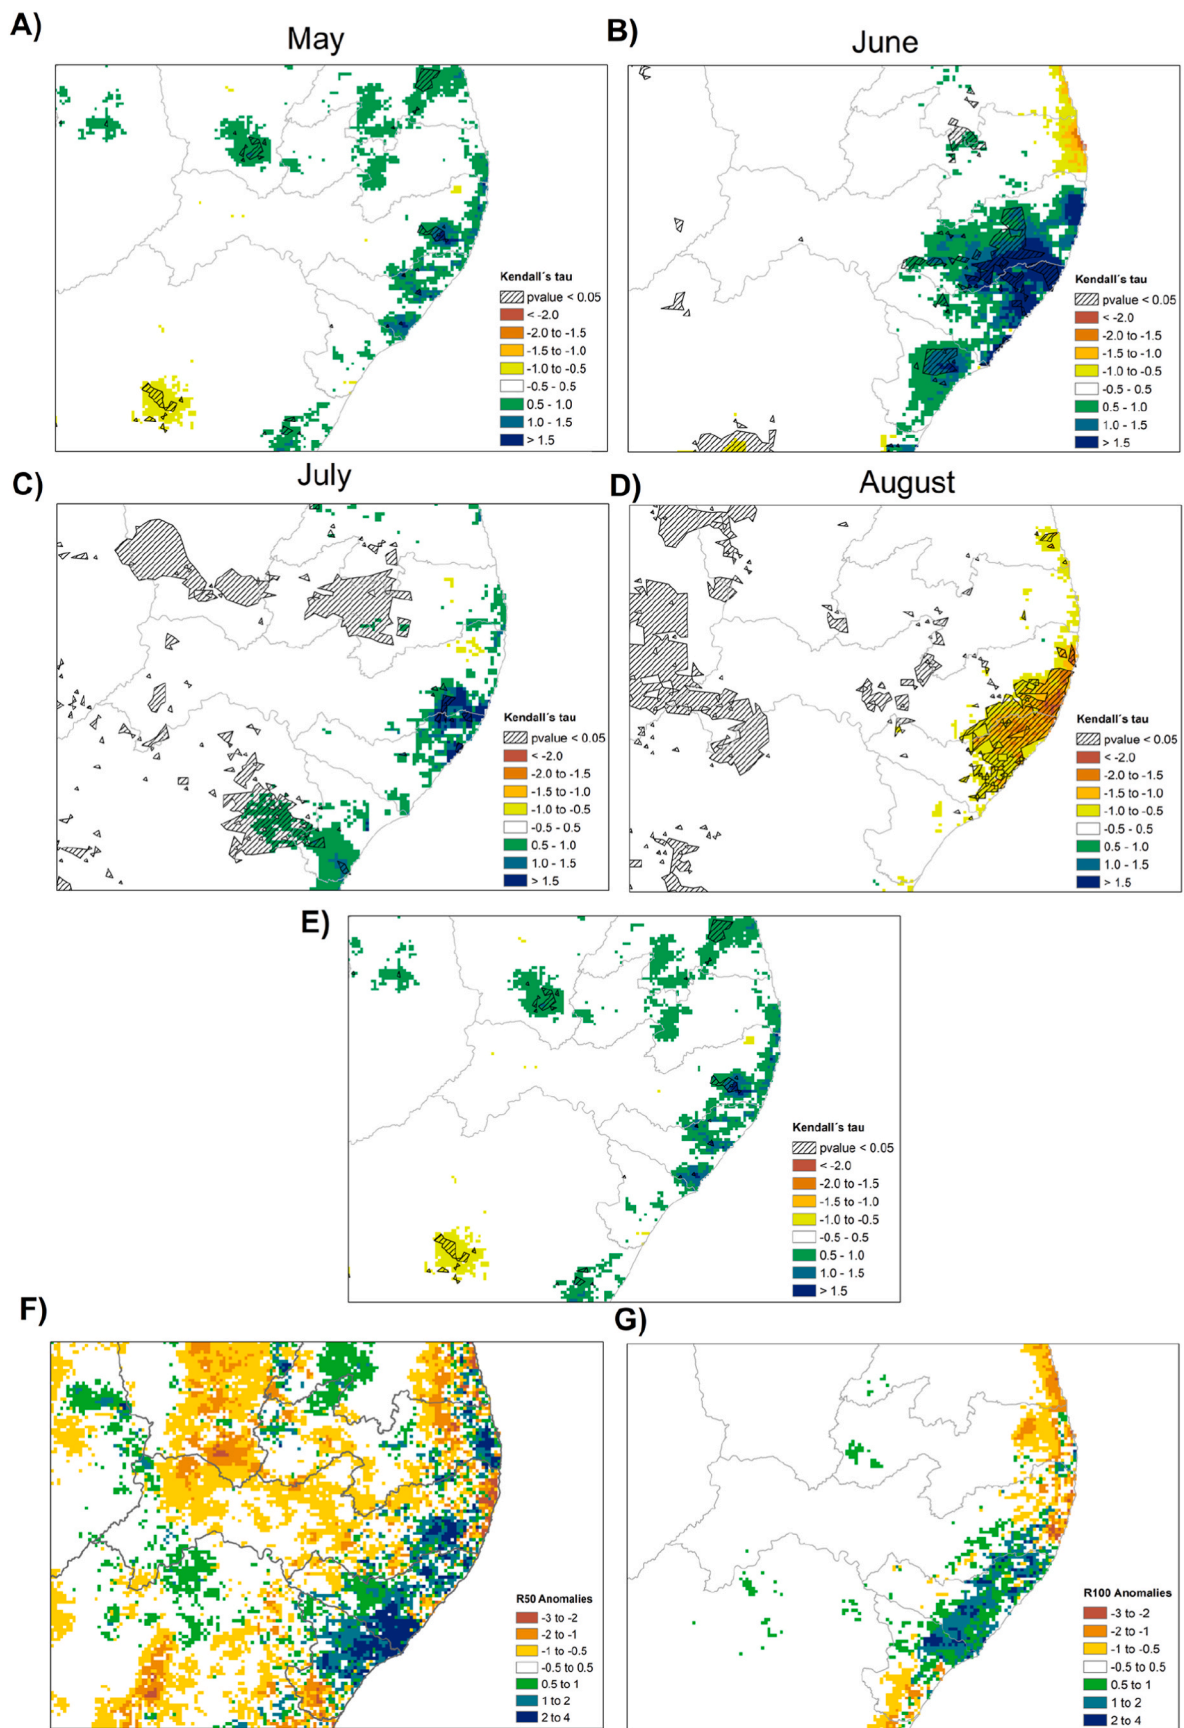 A)
May
Kendall´s tau
pvalue < 0.05
< -2.0
-2.0 to -1.5
-1.5 to -1.0
-1.0 to -0.5
-0.5 - 0.5
0.5 - 1.0
1.0 - 1.5
> 1.5
B)
June
Kendall´s tau
pvalue < 0.05
< -2.0
-2.0 to -1.5
-1.5 to -1.0
-1.0 to -0.5
-0.5 - 0.5
0.5 - 1.0
1.0 - 1.5
> 1.5
C)
July
Kendall´s tau
pvalue < 0.05
< -2.0
-2.0 to -1.5
-1.5 to -1.0
-1.0 to -0.5
-0.5 - 0.5
0.5 - 1.0
1.0 - 1.5
> 1.5
D)
August
Kendall´s tau
pvalue < 0.05
< -2.0
-2.0 to -1.5
-1.5 to -1.0
-1.0 to -0.5
-0.5 - 0.5
0.5 - 1.0
1.0 - 1.5
> 1.5
E)
Kendall´s tau
pvalue < 0.05
< -2.0
-2.0 to -1.5
-1.5 to -1.0
-1.0 to -0.5
-0.5 - 0.5
0.5 - 1.0
1.0 - 1.5
> 1.5
F)
R50 Anomalies
-3 to -2
-2 to -1
-1 to -0.5
-0.5 to 0.5
0.5 to 1
1 to 2
2 to 4
G)
R100 Anomalies
-3 to -2
-2 to -1
-1 to -0.5
-0.5 to 0.5
0.5 to 1
1 to 2
2 to 4